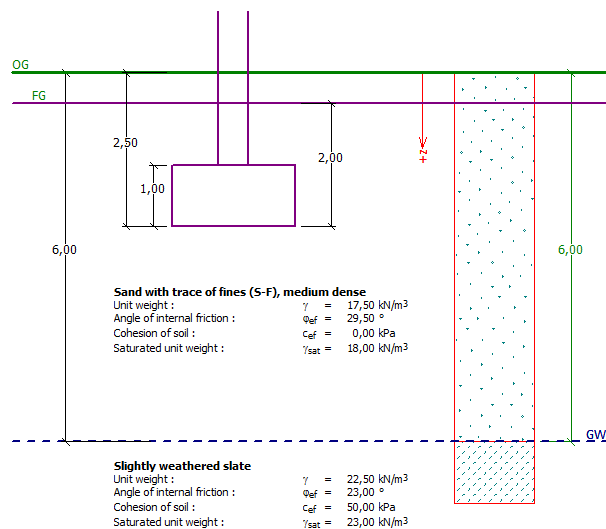 OG
FG
2,50
2,00
+z
1,00
6,00
6,00
Sand with trace of fines (S-F), medium dense
Unit weight : γ = 17,50 kN/m3
Angle of internal friction : φef = 29,50 °
Cohesion of soil : cef = 0,00 kPa
Saturated unit weight : γsat = 18,00 kN/m3
GW
Slightly weathered slate
Unit weight : γ = 22,50 kN/m3
Angle of internal friction : φef = 23,00 °
Cohesion of soil : cef = 50,00 kPa
Saturated unit weight : γsat = 23,00 kN/m3